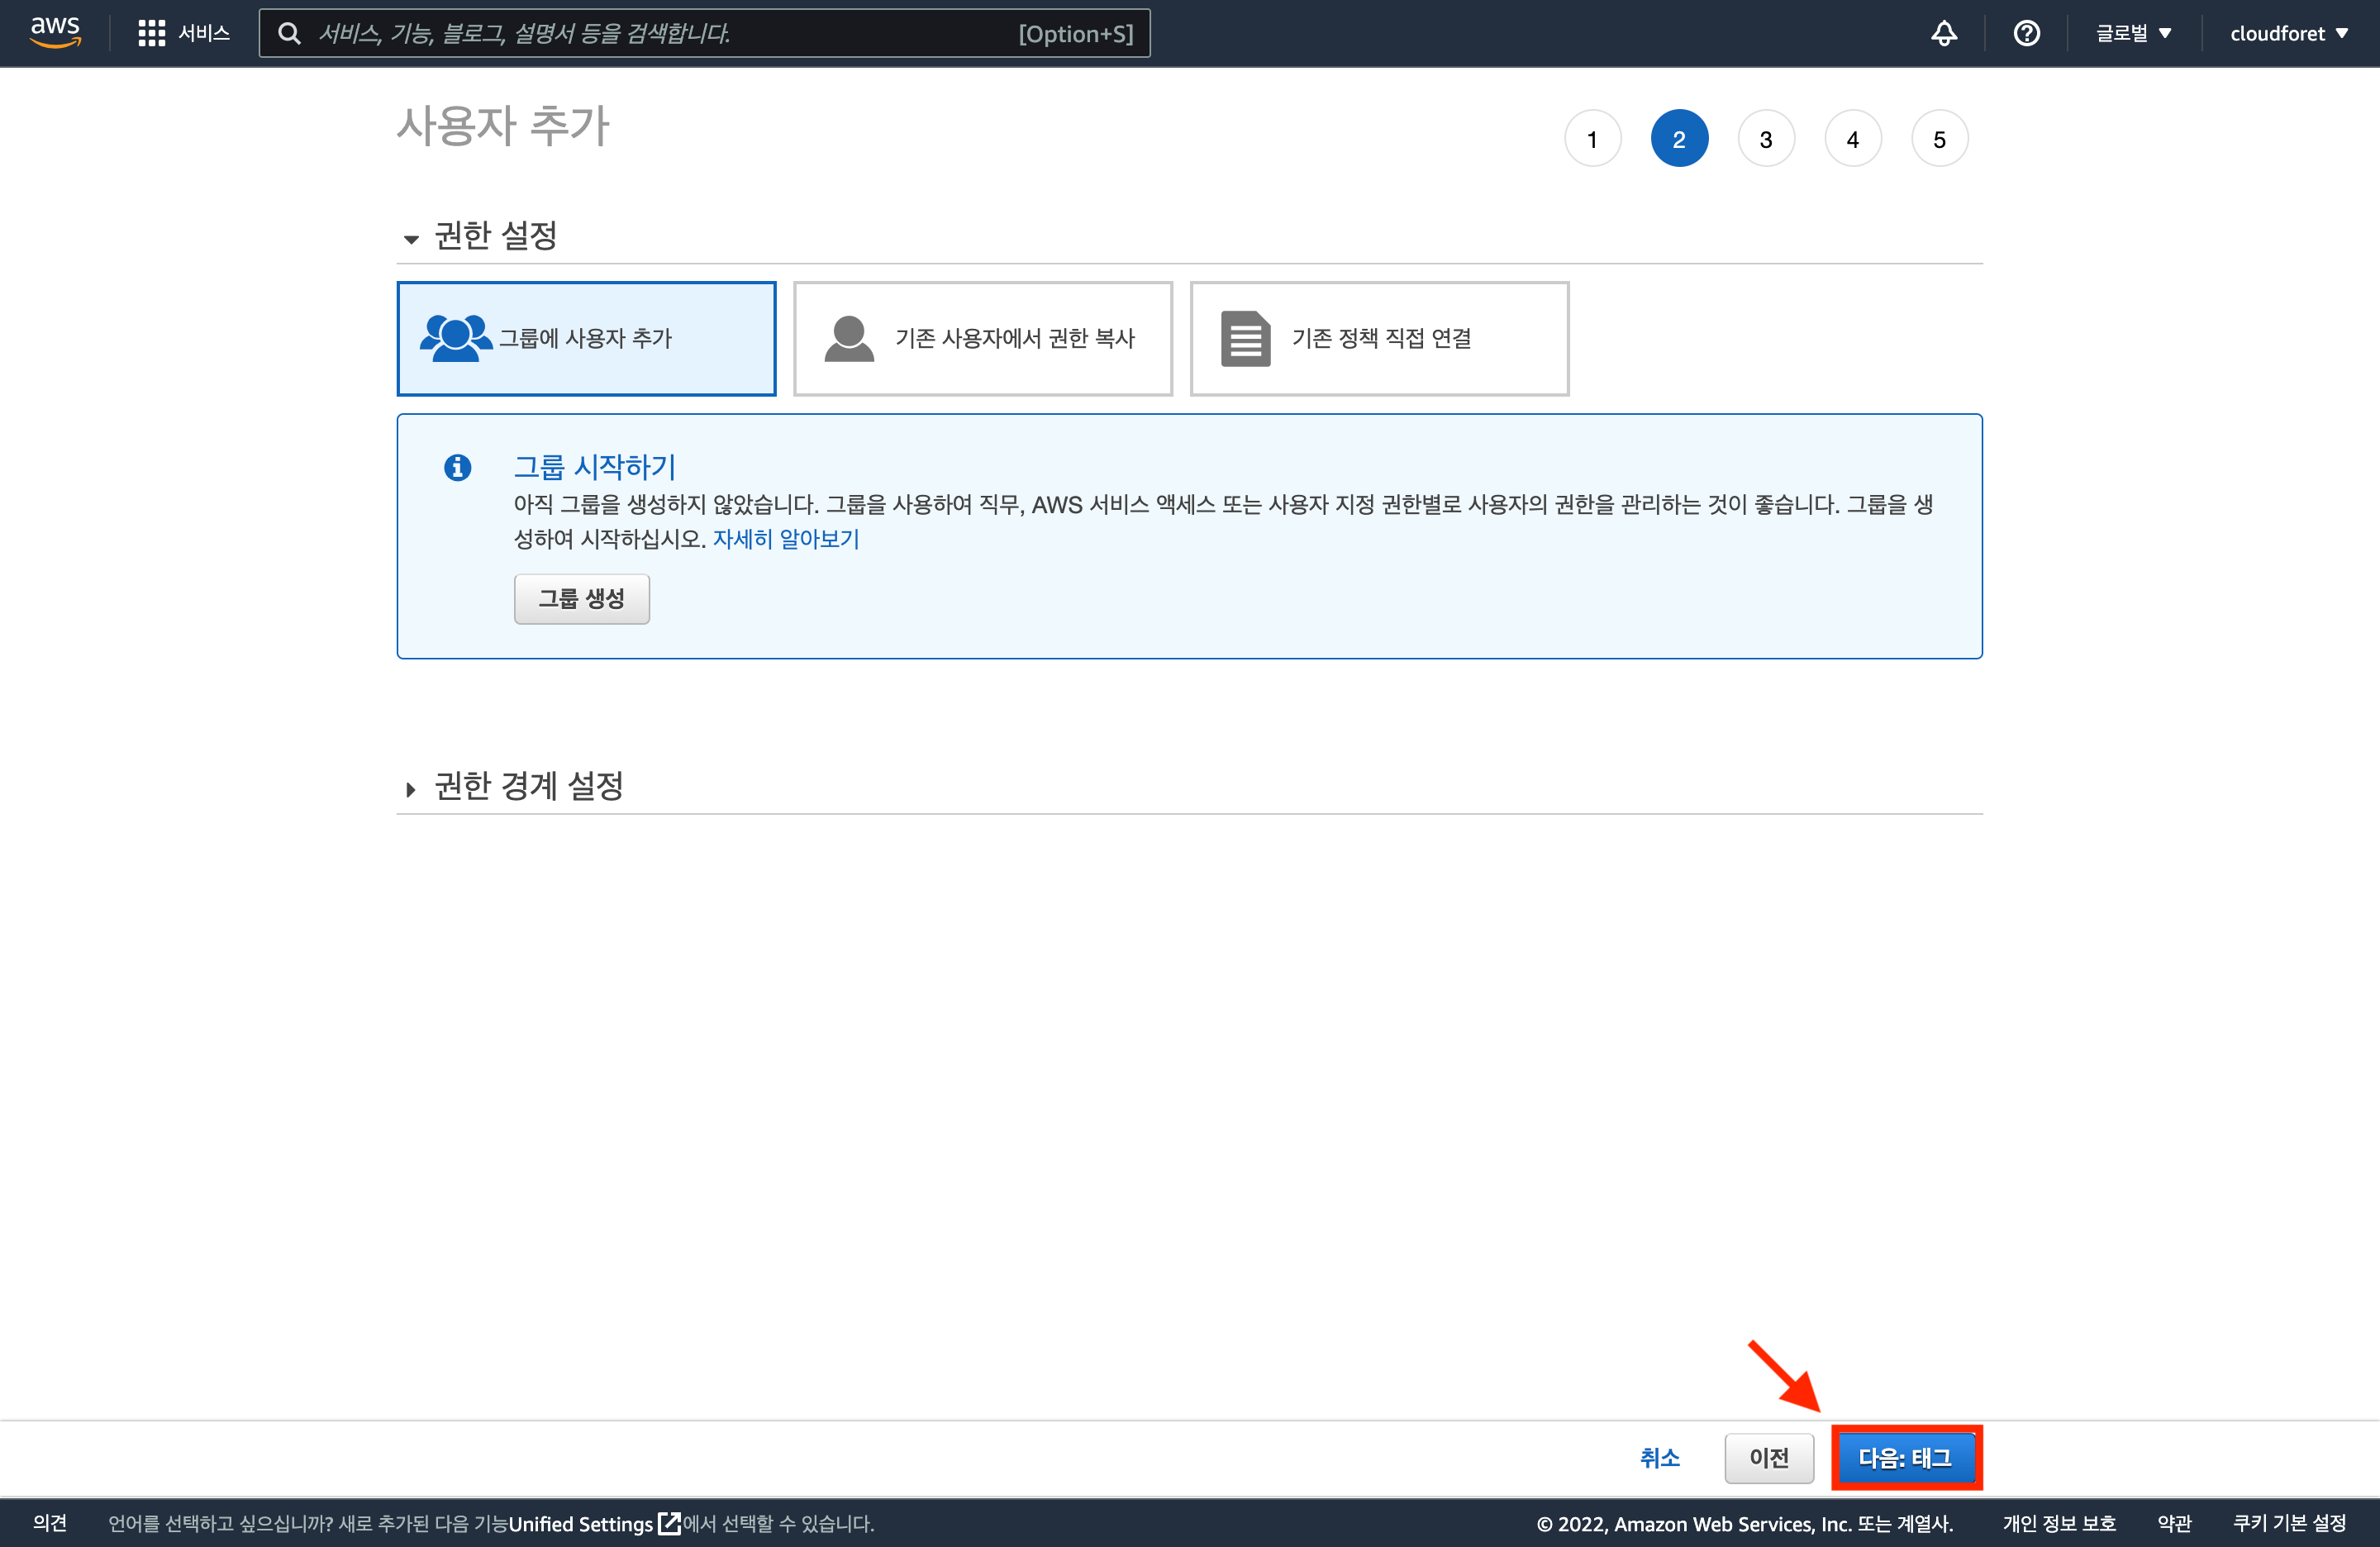 aws 서비스 서비스, 기능, 블로그, 설명서 등을 검색합니다. [Option+S] 글로벌 cloudforet
사용자 추가 1 2 3 4 5
권한 설정
그룹에 사용자 추가 기존 사용자에서 권한 복사 기존 정책 직접 연결
그룹 시작하기
아직 그룹을 생성하지 않았습니다. 그룹을 사용하여 직무, AWS 서비스 액세스 또는 사용자 지정 권한별로 사용자의 권한을 관리하는 것이 좋습니다. 그룹을 생
성하여 시작하십시오. 자세히 알아보기
그룹 생성
권한 경계 설정
취소 이전 다음: 태그
의견 언어를 선택하고 싶으십니까? 새로 추가된 다음 기능Unified Settings에서 선택할 수 있습니다. © 2022, Amazon Web Services, Inc. 또는 계열사. 개인 정보 보호 약관 쿠키 기본 설정